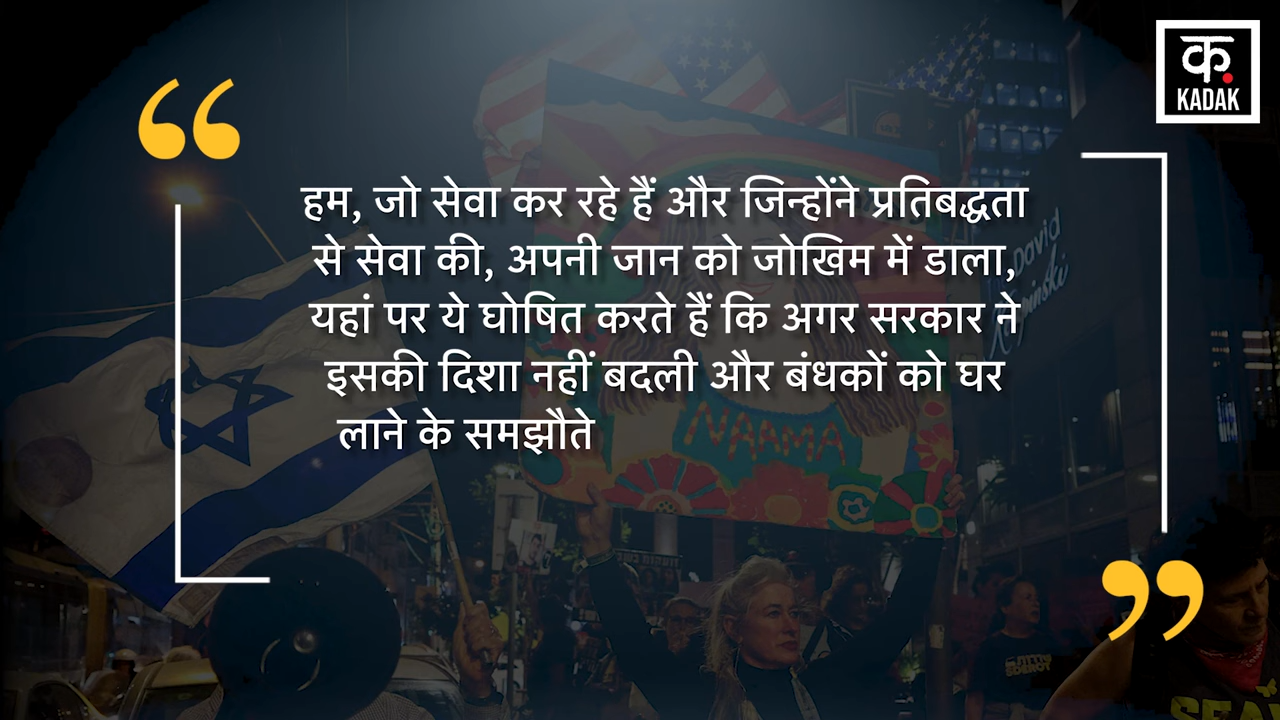 क
KADAK
हम, जो सेवा कर रहे हैं और जिन्होंने प्रतिबद्धता
से सेवा की, अपनी जान को जोखिम में डाला,
यहां पर ये घोषित करते हैं कि अगर सरकार ने
इसकी दिशा नहीं बदली और बंधकों को घर
लाने के समझौते
David
NAAMA